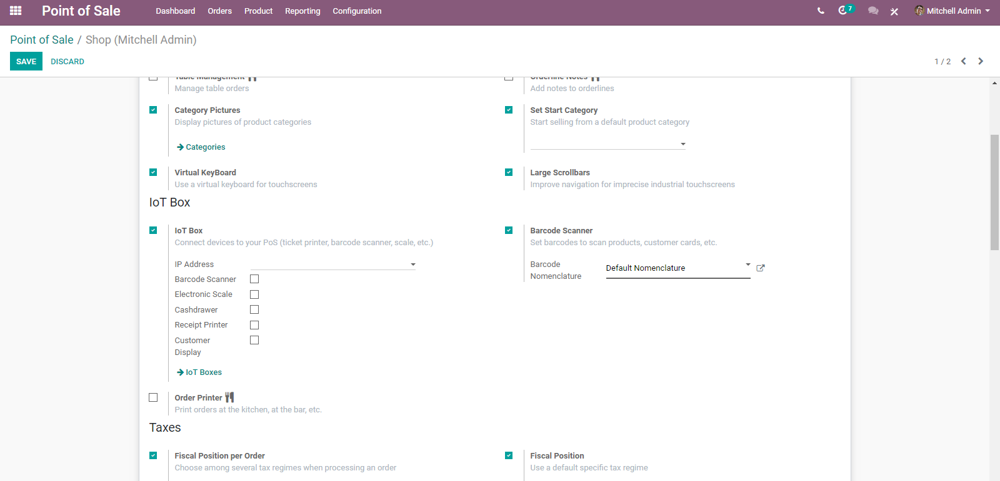 Point of Sale Dashboard Orders Product Reporting Configuration 7 Mitchell Admin
Point of Sale / Shop (Mitchell Admin)
SAVE DISCARD 1 / 2
Table Management Orderline Notes
Manage table orders Add notes to orderlines
Category Pictures Set Start Category
Display pictures of product categories Start selling from a default product category
Categories
Virtual KeyBoard Large Scrollbars
Use a virtual keyboard for touchscreens Improve navigation for imprecise industrial touchscreens
IoT Box
IoT Box Barcode Scanner
Connect devices to your PoS (ticket printer, barcode scanner, scale, etc.) Set barcodes to scan products, customer cards, etc.
IP Address Barcode
Nomenclature Default Nomenclature
Barcode Scanner
Electronic Scale
Cashdrawer
Receipt Printer
Customer
Display
IoT Boxes
Order Printer
Print orders at the kitchen, at the bar, etc.
Taxes
Fiscal Position per Order Fiscal Position
Choose among several tax regimes when processing an order Use a default specific tax regime